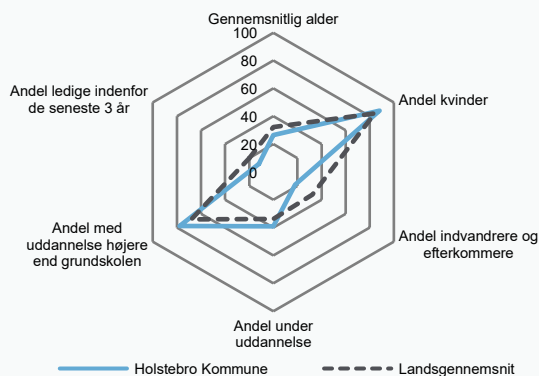 Gennemsnitlig alder
100
80
60
40
20
0
Andel kvinder
Andel indvandrere og
efterkommere
Andel under
uddannelse
Andel med
uddannelse højere
end grundskolen
Andel ledige indenfor
de seneste 3 år
Holstebro Kommune
Landsgennemsnit